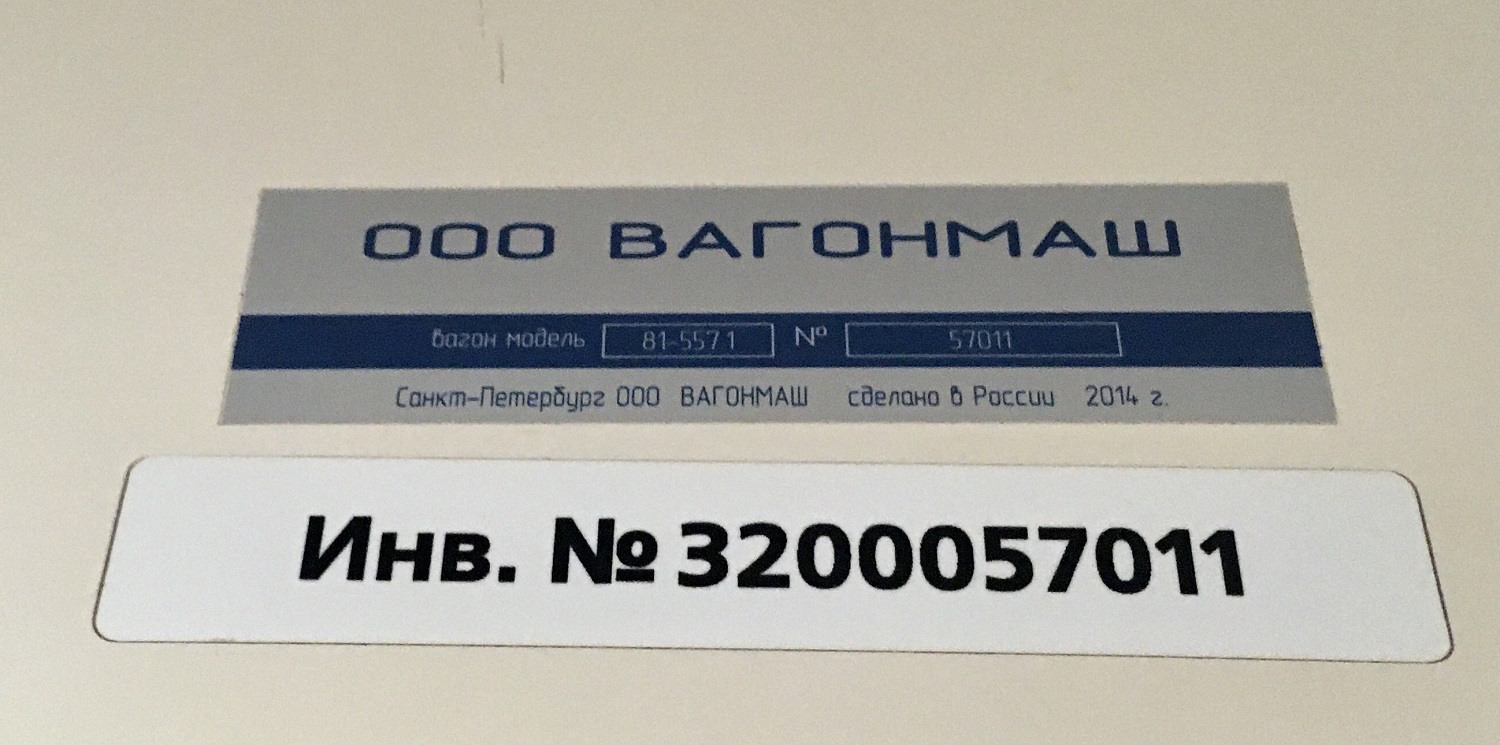 ООО ВАГОНМАШ
вагон модель 81-5571 № 57011
Санкт-Петербург ООО ВАГОНМАШ сделано в России 2014 г.
Инв. № 3200057011